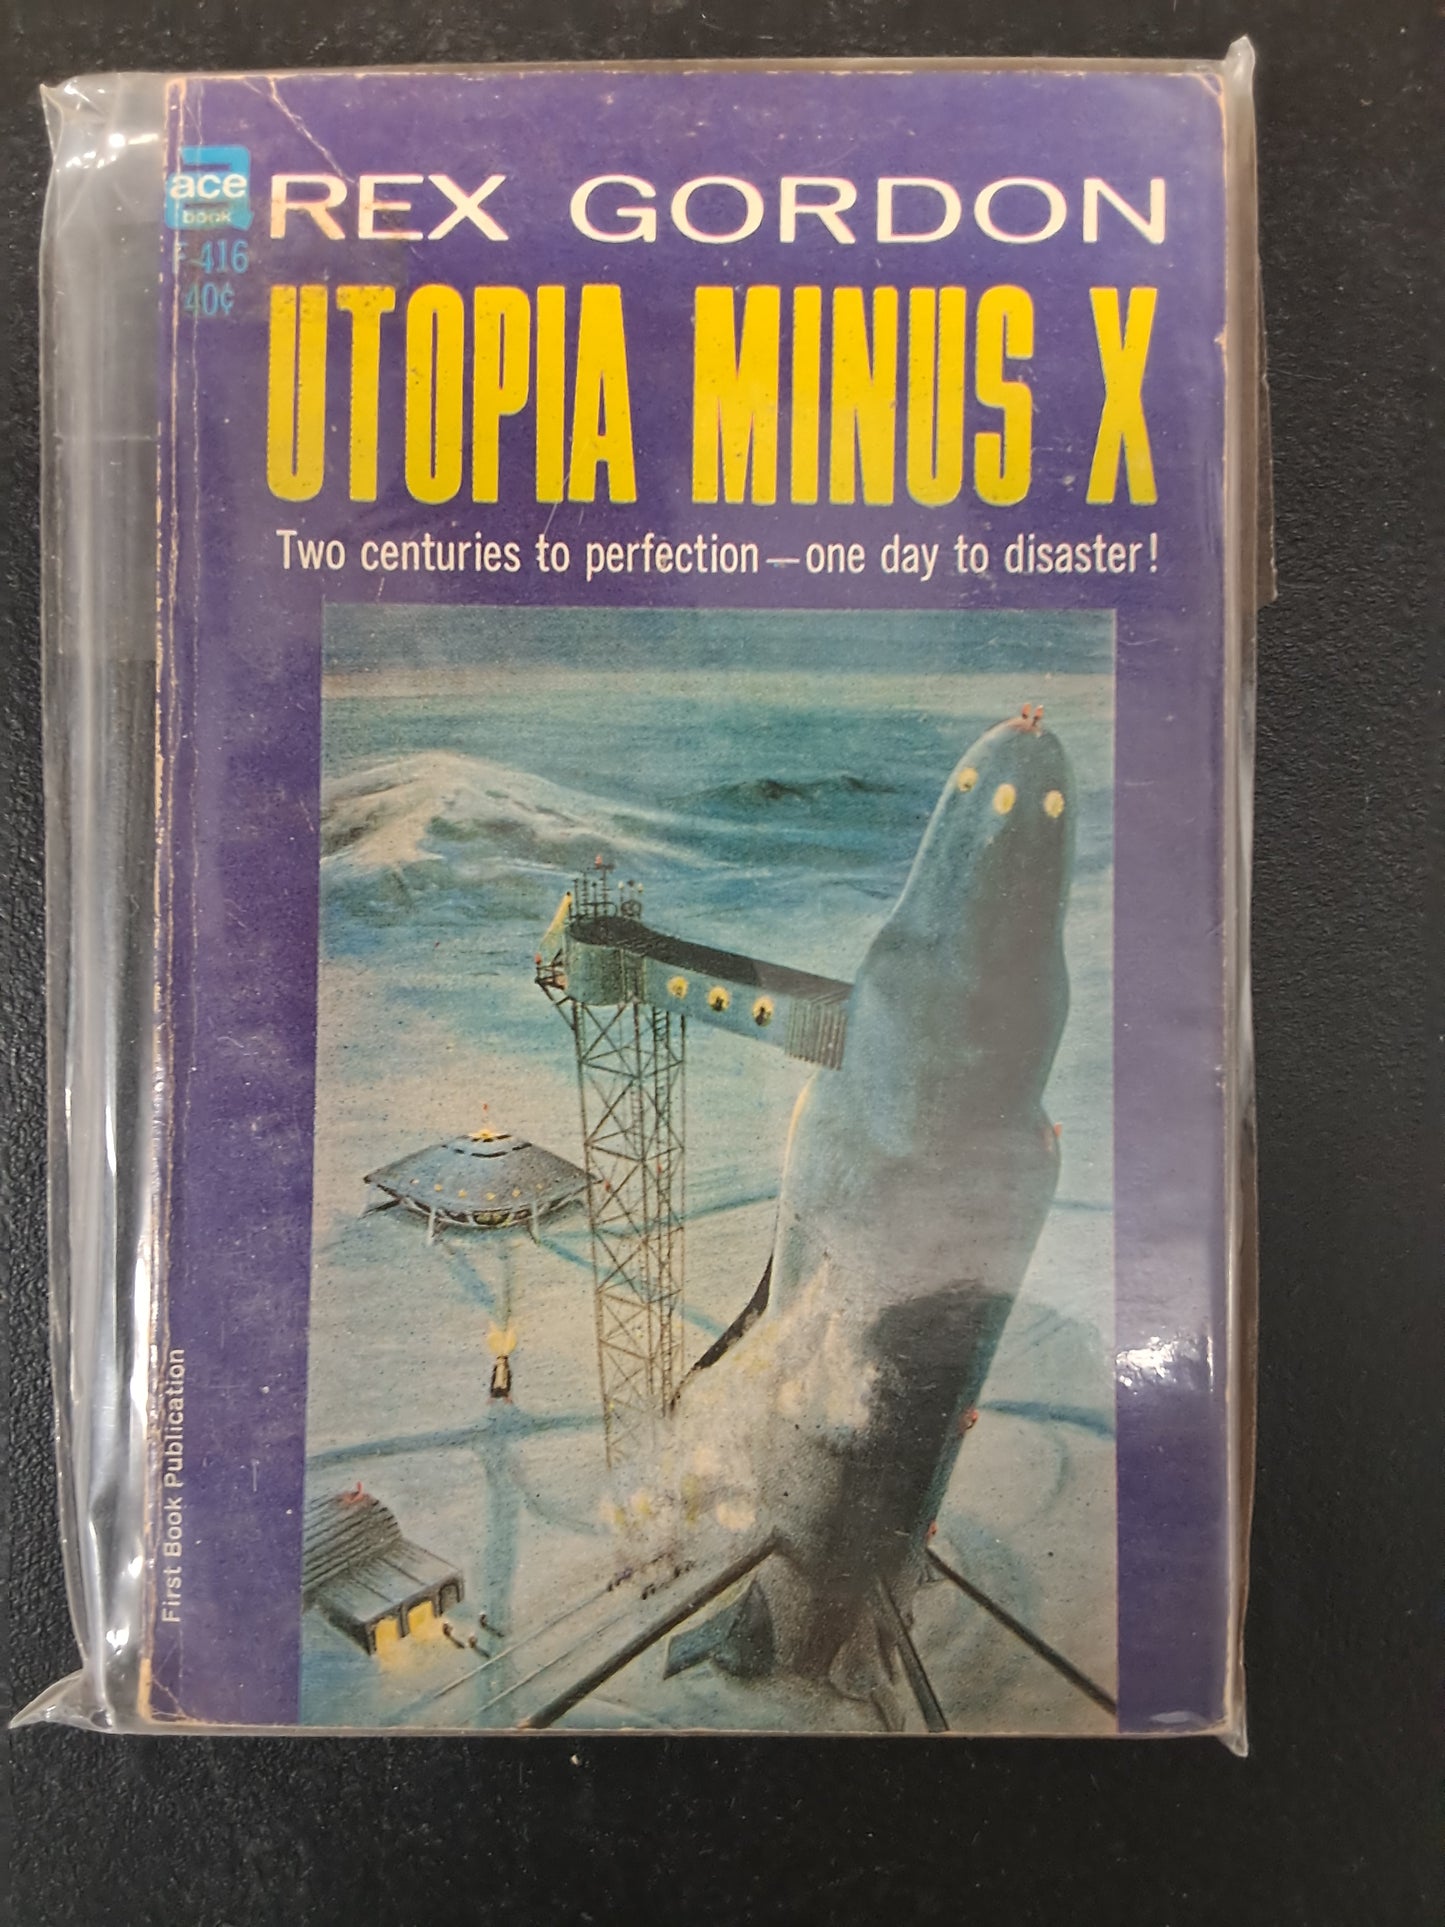 ace
book
F-416
40¢
REX GORDON
UTOPIA MINUS X
Two centuries to perfection—one day to disaster!
First Book Publication